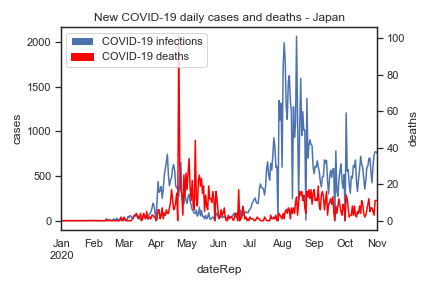 New COVID-19 daily cases and deaths - Japan
COVID-19 infections
COVID-19 deaths
2000
1500
1000
500
0
cases
100
80
60
40
20
0
deaths
Jan Feb Mar Apr May Jun Jul Aug Sep Oct Nov
2020
dateRep